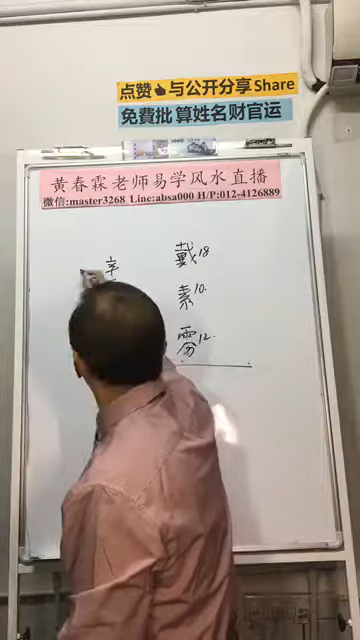 点赞👍与公开分享Share
免費批 算姓名财官运
黄春霖老师易学风水直播
微信:master3268 Line:absa000 H/P:012-4126889
辛
戴18
素10.
雰12.